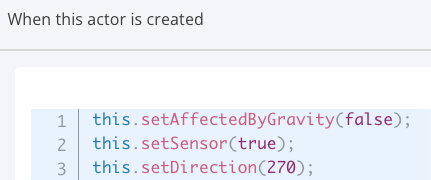 When this actor is created
1 this.setAffectedByGravity(false);
2 this.setSensor(true);
3 this.setDirection(270);